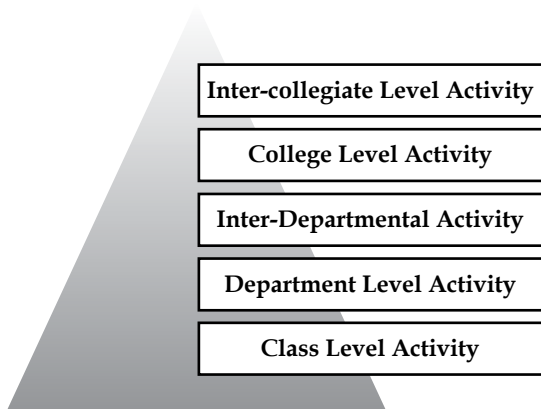 Inter-collegiate Level Activity
College Level Activity
Inter-Departmental Activity
Department Level Activity
Class Level Activity